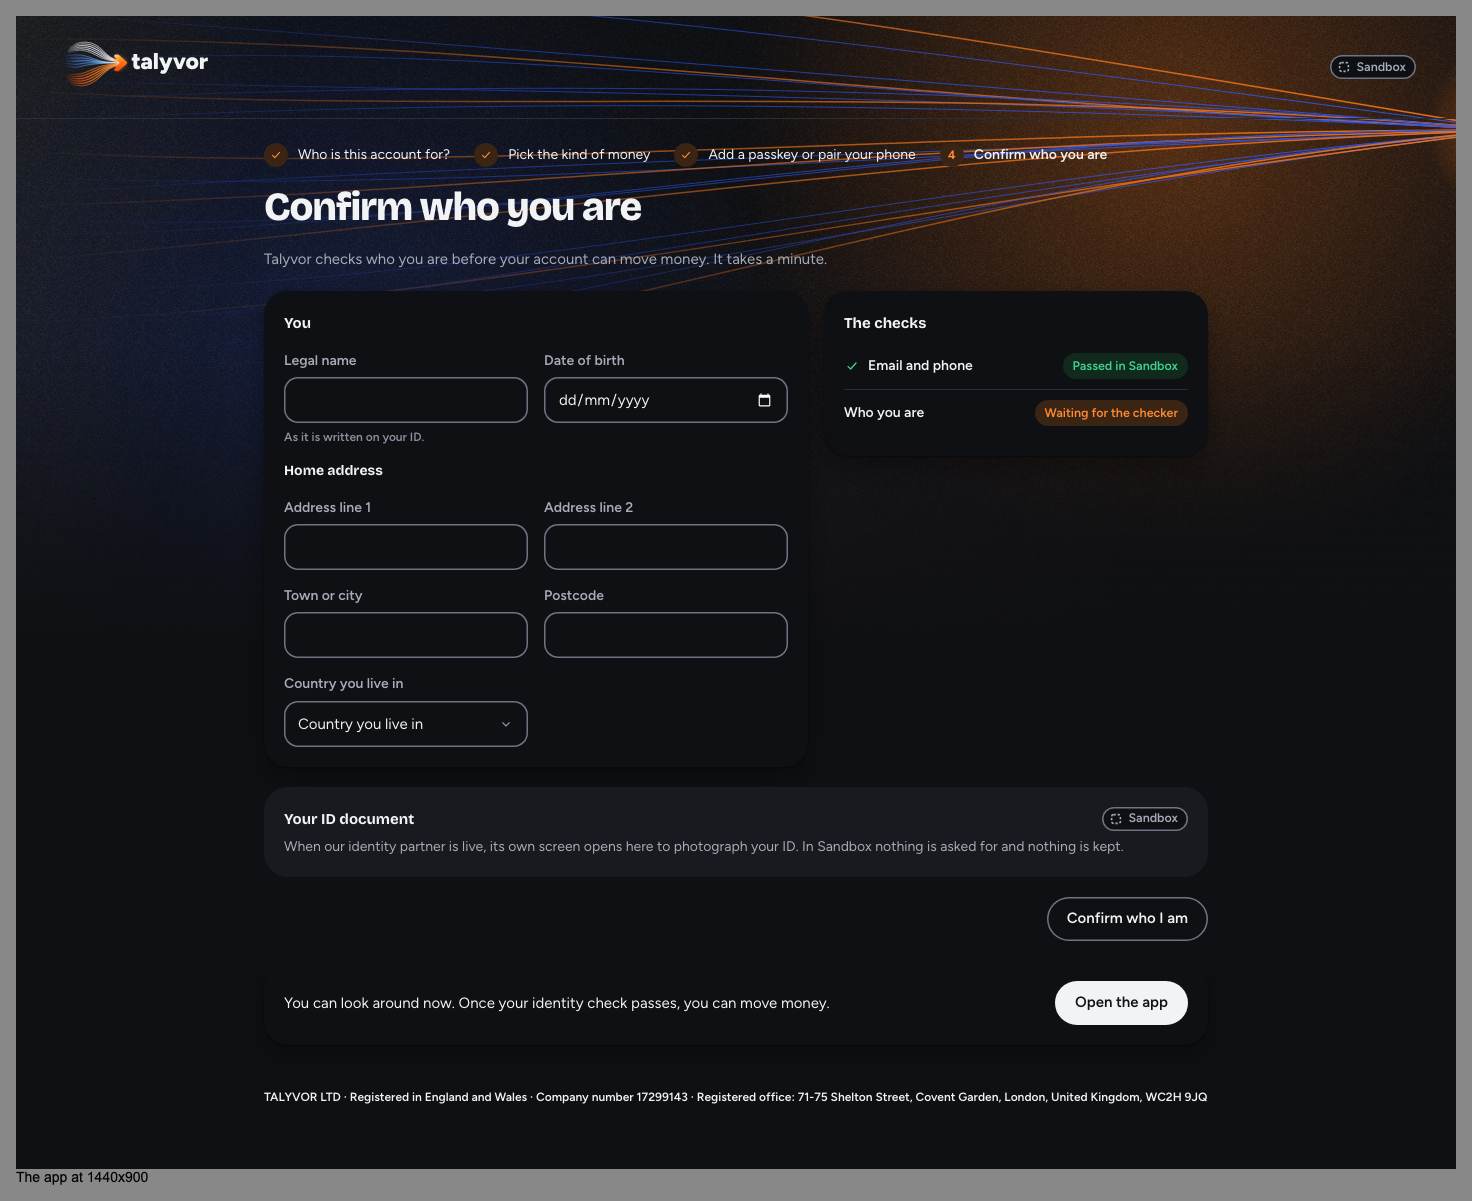 talyvor
Sandbox
Who is this account for?
Pick the kind of money
Add a passkey or pair your phone
4 Confirm who you are
Confirm who you are
Talyvor checks who you are before your account can move money. It takes a minute.
You
Legal name
Date of birth
dd/mm/yyyy
As it is written on your ID.
Home address
Address line 1
Address line 2
Town or city
Postcode
Country you live in
Country you live in
The checks
Email and phone
Passed in Sandbox
Who you are
Waiting for the checker
Your ID document
Sandbox
When our identity partner is live, its own screen opens here to photograph your ID. In Sandbox nothing is asked for and nothing is kept.
Confirm who I am
You can look around now. Once your identity check passes, you can move money.
Open the app
TALYVOR LTD · Registered in England and Wales · Company number 17299143 · Registered office: 71-75 Shelton Street, Covent Garden, London, United Kingdom, WC2H 9JQ
The app at 1440x900